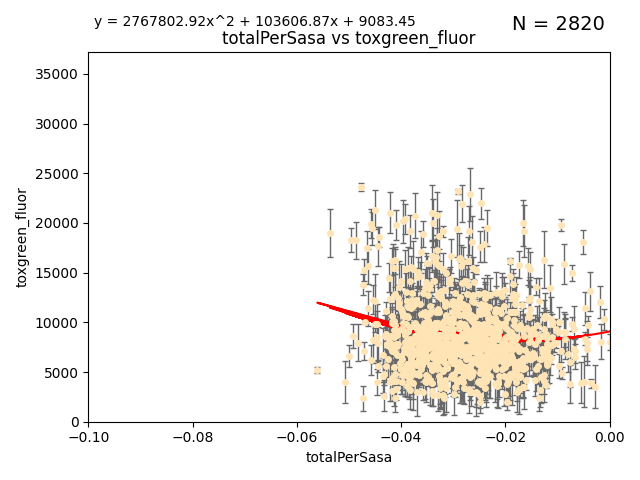 y = 2767802.92x^2 + 103606.87x + 9083.45
N = 2820
totalPerSasa vs toxgreen_fluor
35000
30000
25000
20000
15000
10000
5000
0
toxgreen_fluor
−0.10
−0.08
−0.06
−0.04
−0.02
0.00
totalPerSasa